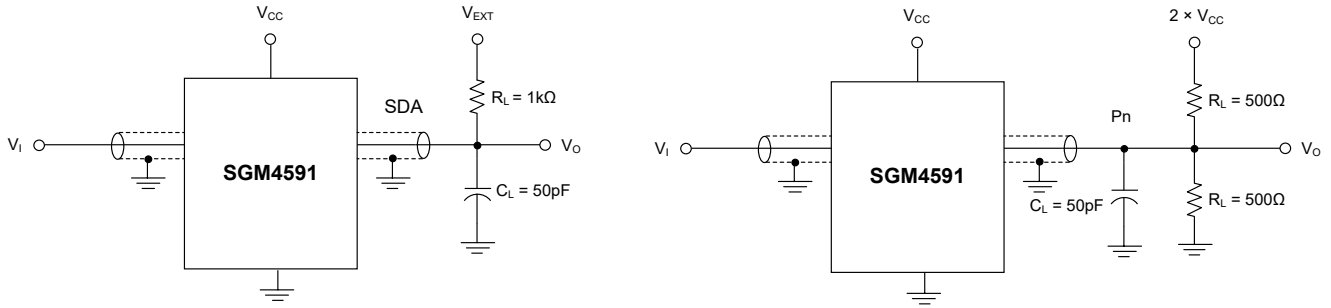 V_CC
V_EXT
R_L = 1kΩ
SDA
V_I
V_O
SGM4591
C_L = 50pF
V_CC
2 × V_CC
R_L = 500Ω
Pn
V_I
V_O
SGM4591
C_L = 50pF
R_L = 500Ω